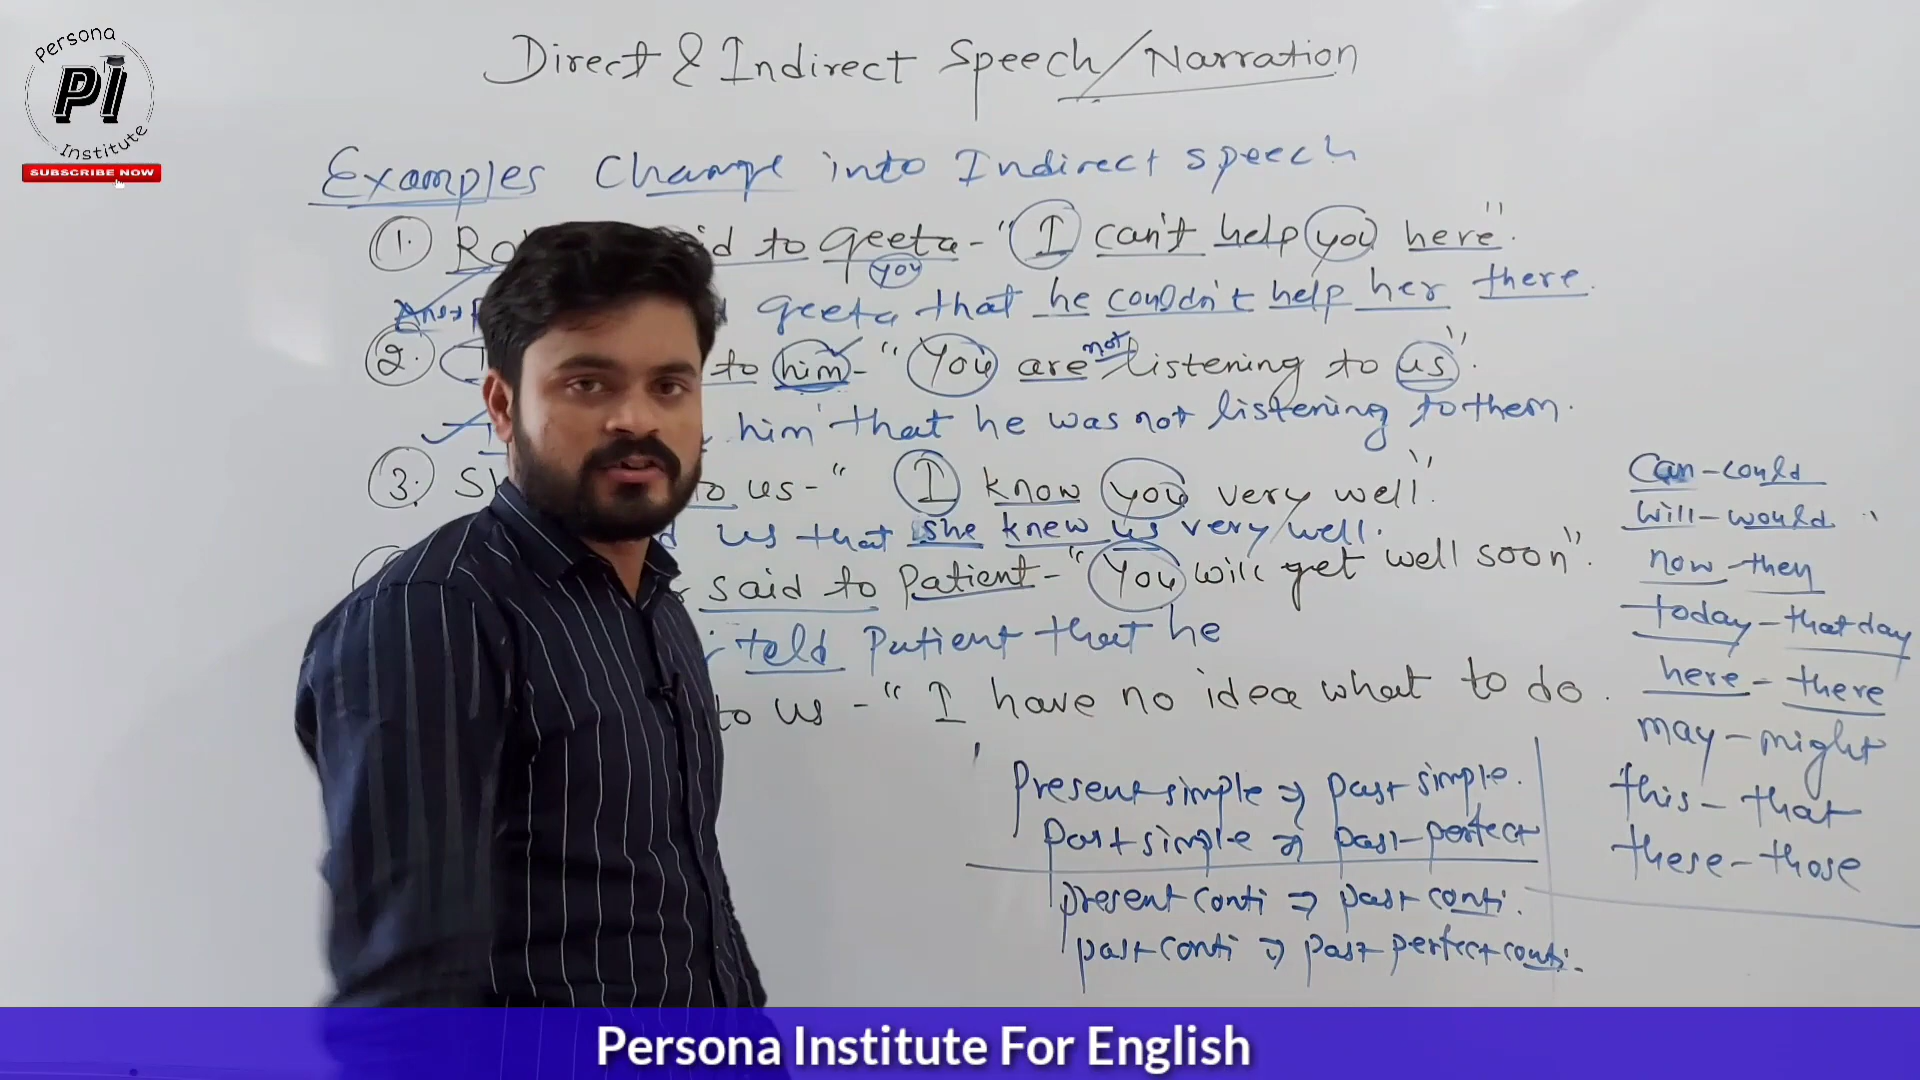 Persona
PI
Institute
SUBSCRIBE NOW
Direct & Indirect Speech/Narration
Examples Change into Indirect speech
1. id to geeta - "I can't help you here".
you
geeta that he couldn't help her there.
2. to him - "You are not listening to us".
him that he was not listening to them.
3. to us - "I know you very well".
us that she knew us very well.
said to Patient - "You will get well soon".
told Patient that he
to us - "I have no idea what to do.
Present simple ⇒ past simple.
Past simple ⇒ past-perfect
present conti ⇒ past conti.
past conti ⇒ past perfect conti.
Can - could
will - would
now - then
today - that day
here - there
may - might
this - that
these - those
Persona Institute For English